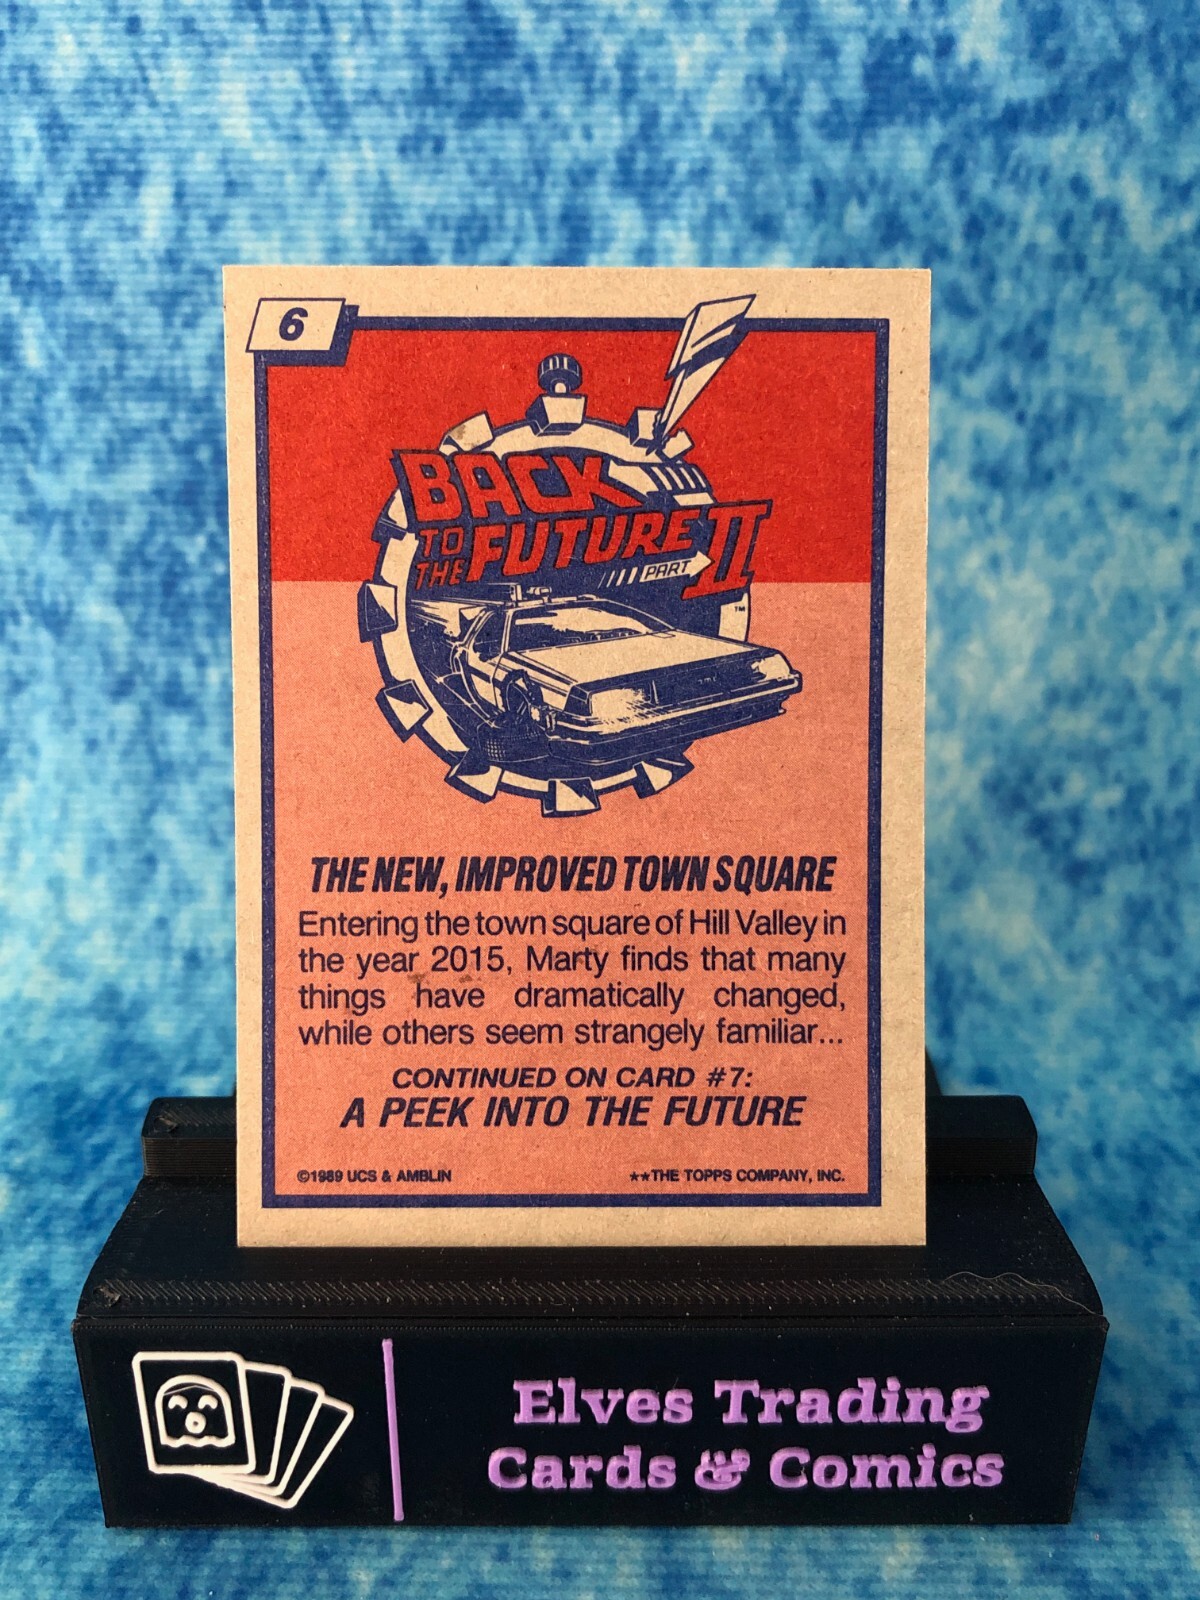 6
BACK
TO THE FUTURE
PART II
TM
THE NEW, IMPROVED TOWN SQUARE
Entering the town square of Hill Valley in
the year 2015, Marty finds that many
things have dramatically changed,
while others seem strangely familiar...
CONTINUED ON CARD #7:
A PEEK INTO THE FUTURE
©1989 UCS & AMBLIN
**THE TOPPS COMPANY, INC.
Elves Trading
Cards & Comics